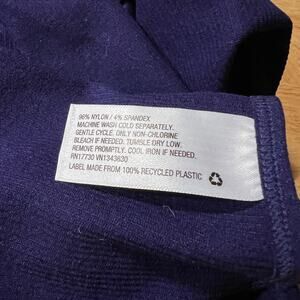 96% NYLON / 4% SPANDEX
MACHINE WASH COLD SEPARATELY.
GENTLE CYCLE. ONLY NON-CHLORINE
BLEACH IF NEEDED. TUMBLE DRY LOW.
REMOVE PROMPTLY. COOL IRON IF NEEDED.
RN17730 VN1343630
LABEL MADE FROM 100% RECYCLED PLASTIC